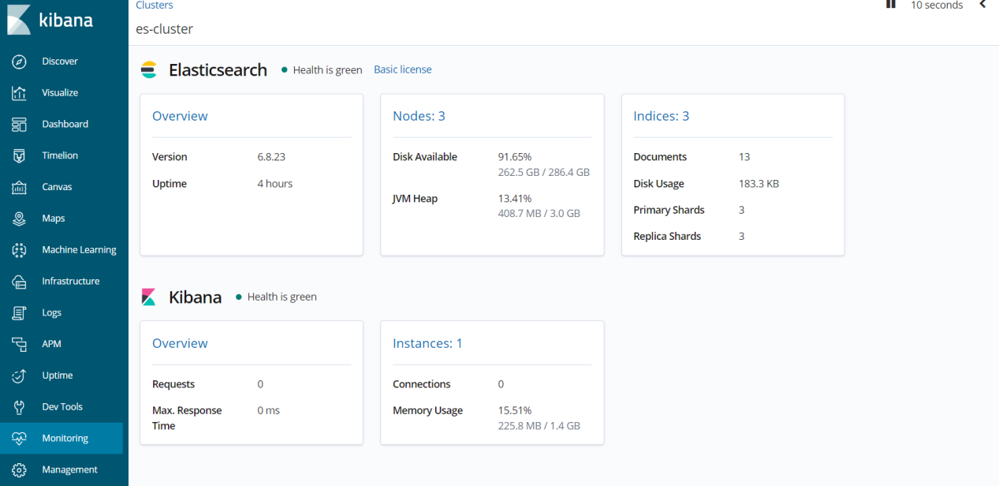 kibana
Discover
Visualize
Dashboard
Timelion
Canvas
Maps
Machine Learning
Infrastructure
Logs
APM
Uptime
Dev Tools
Monitoring
Management
Clusters
10 seconds
es-cluster
Elasticsearch Health is green Basic license
Overview
Version 6.8.23
Uptime 4 hours
Nodes: 3
Disk Available 91.65%
262.5 GB / 286.4 GB
JVM Heap 13.41%
408.7 MB / 3.0 GB
Indices: 3
Documents 13
Disk Usage 183.3 KB
Primary Shards 3
Replica Shards 3
Kibana Health is green
Overview
Requests 0
Max. Response 0 ms
Time
Instances: 1
Connections 0
Memory Usage 15.51%
225.8 MB / 1.4 GB